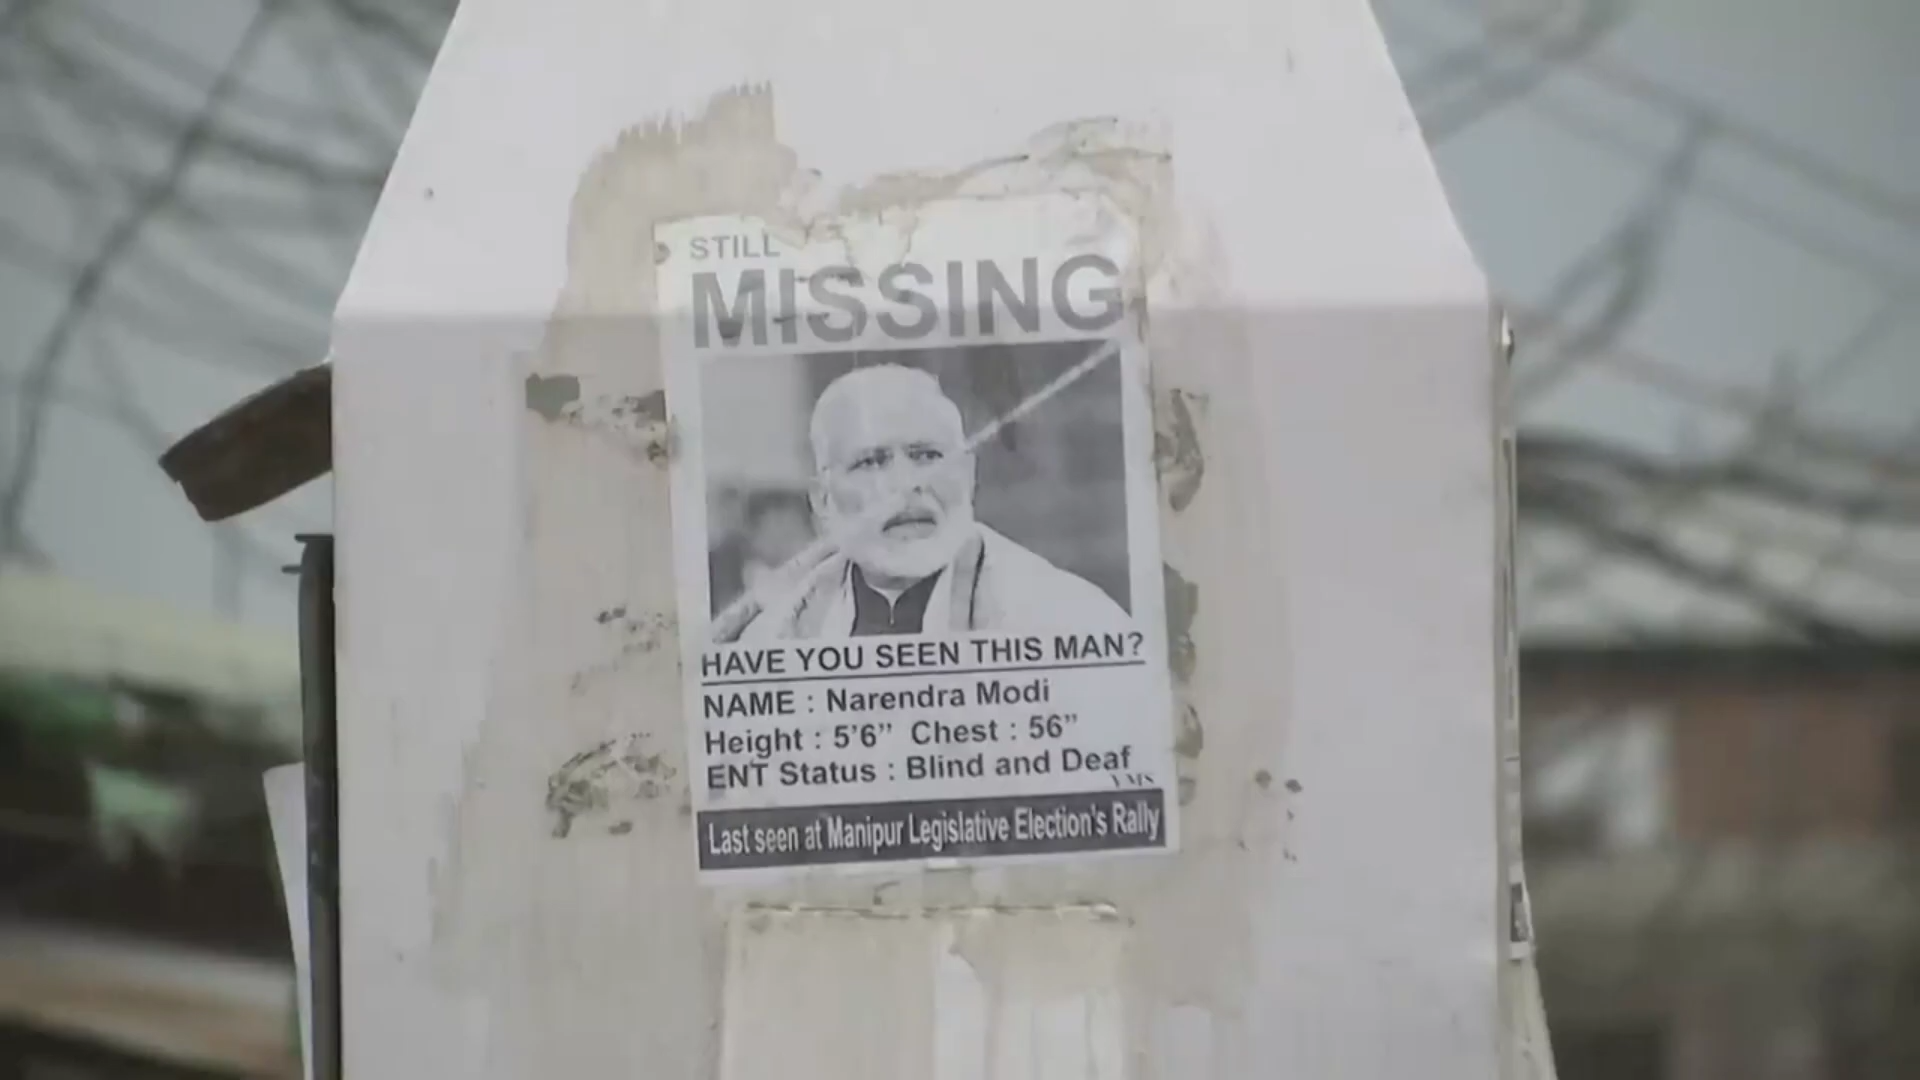 STILL
MISSING
HAVE YOU SEEN THIS MAN?
NAME : Narendra Modi
Height : 5'6” Chest : 56”
ENT Status : Blind and Deaf
YMS
Last seen at Manipur Legislative Election's Rally